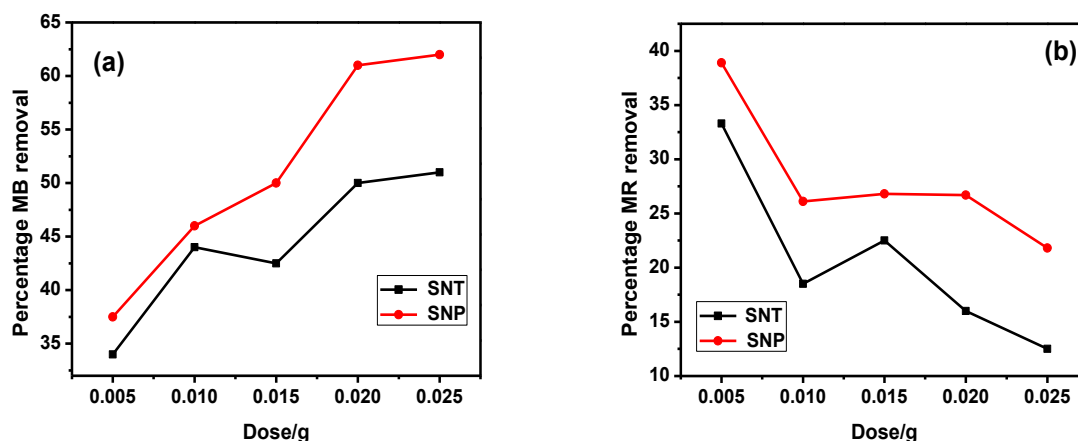 (a)
Percentage MB removal
65
60
55
50
45
40
35
SNT
SNP
0.005 0.010 0.015 0.020 0.025
Dose/g
(b)
Percentage MR removal
40
35
30
25
20
15
10
SNT
SNP
0.005 0.010 0.015 0.020 0.025
Dose/g